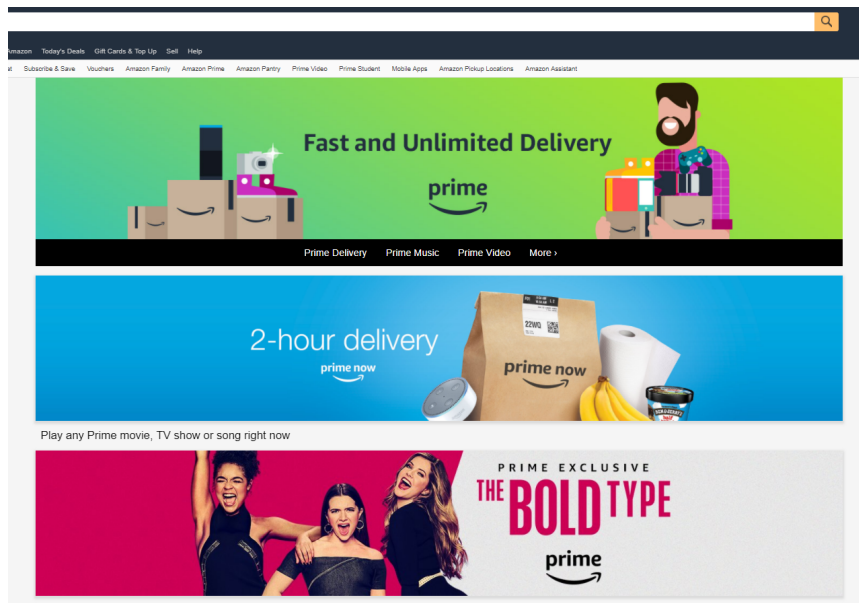 Amazon Today's Deals Gift Cards & Top Up Sell Help
Subscribe & Save Vouchers Amazon Family Amazon Prime Amazon Pantry Prime Video Prime Student Mobile Apps Amazon Pickup Locations Amazon Assistant
Fast and Unlimited Delivery
prime
Prime Delivery Prime Music Prime Video More ›
2-hour delivery
prime now
22WQ
prime now
BEN & JERRY'S
Play any Prime movie, TV show or song right now
PRIME EXCLUSIVE
THE BOLD TYPE
prime